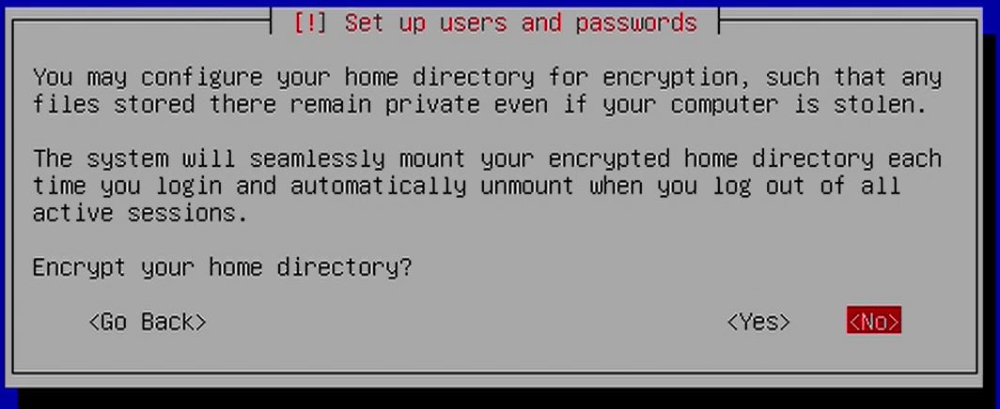 [!] Set up users and passwords
You may configure your home directory for encryption, such that any
files stored there remain private even if your computer is stolen.
The system will seamlessly mount your encrypted home directory each
time you login and automatically unmount when you log out of all
active sessions.
Encrypt your home directory?
<Go Back> <Yes> <No>